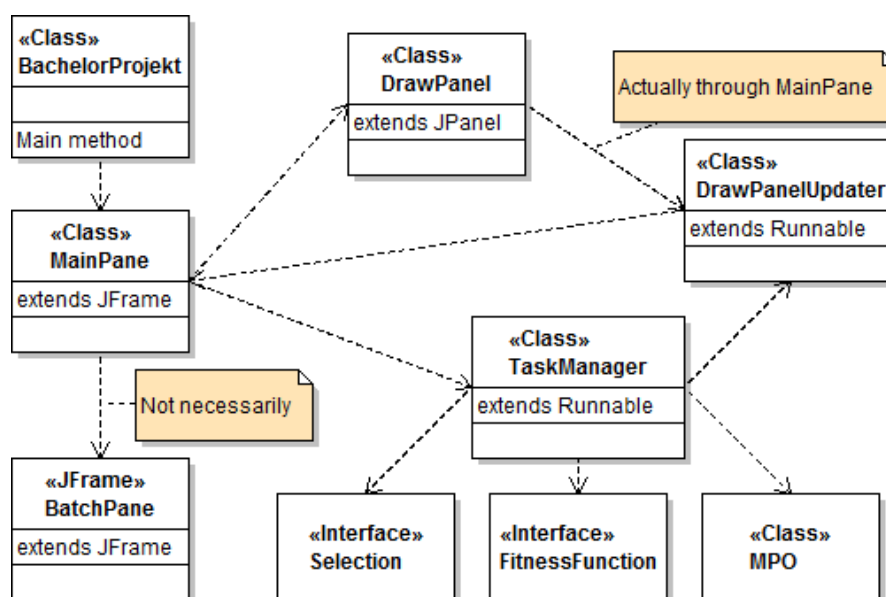 «Class»
BachelorProjekt
Main method
«Class»
DrawPanel
extends JPanel
Actually through MainPane
«Class»
DrawPanelUpdater
extends Runnable
«Class»
MainPane
extends JFrame
«Class»
TaskManager
extends Runnable
Not necessarily
«JFrame»
BatchPane
extends JFrame
«Interface»
Selection
«Interface»
FitnessFunction
«Class»
MPO